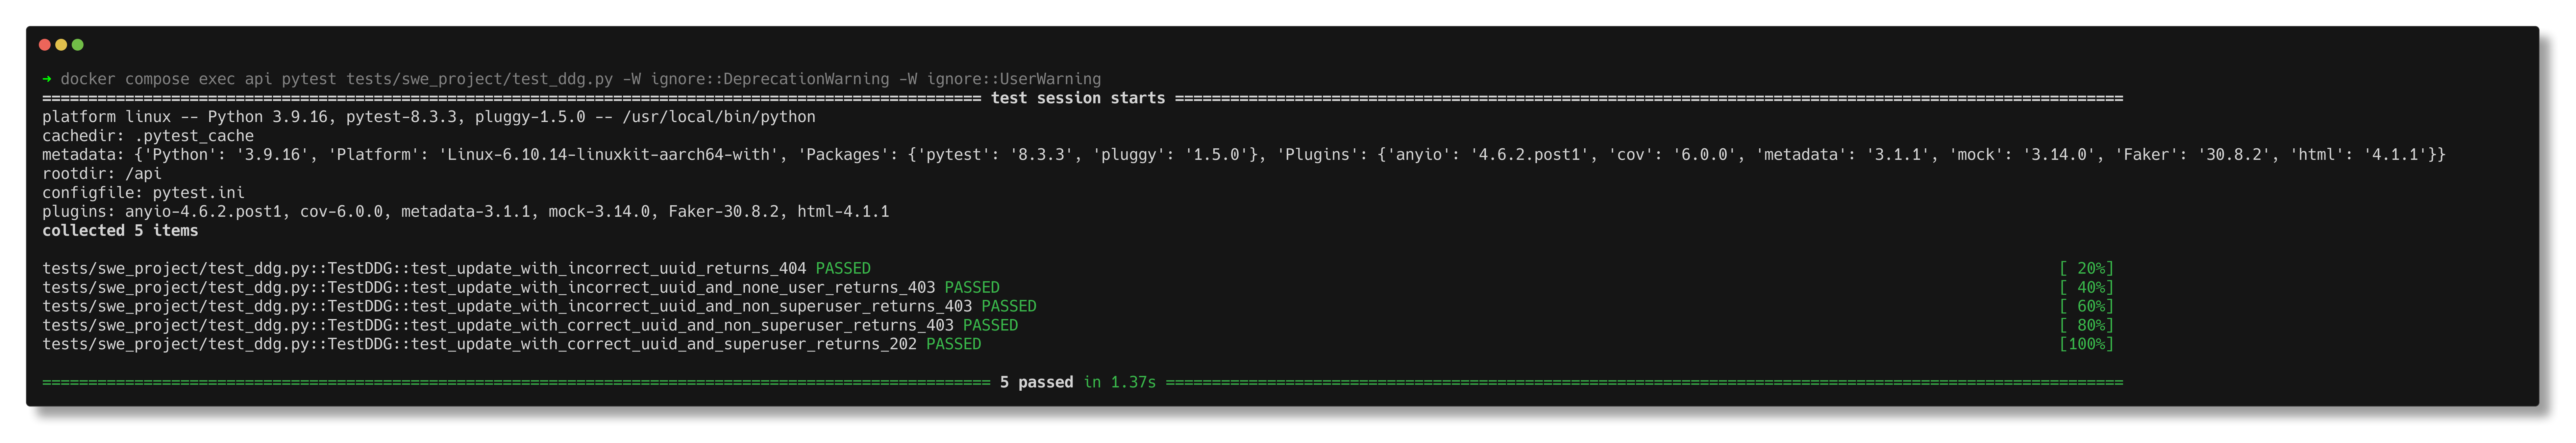 ➜ docker compose exec api pytest tests/swe_project/test_ddg.py -W ignore::DeprecationWarning -W ignore::UserWarning
====================================================================================================== test session starts =======================================================================================================
platform linux -- Python 3.9.16, pytest-8.3.3, pluggy-1.5.0 -- /usr/local/bin/python
cachedir: .pytest_cache
metadata: {'Python': '3.9.16', 'Platform': 'Linux-6.10.14-linuxkit-aarch64-with', 'Packages': {'pytest': '8.3.3', 'pluggy': '1.5.0'}, 'Plugins': {'anyio': '4.6.2.post1', 'cov': '6.0.0', 'metadata': '3.1.1', 'mock': '3.14.0', 'Faker': '30.8.2', 'html': '4.1.1'}}
rootdir: /api
configfile: pytest.ini
plugins: anyio-4.6.2.post1, cov-6.0.0, metadata-3.1.1, mock-3.14.0, Faker-30.8.2, html-4.1.1
collected 5 items
tests/swe_project/test_ddg.py::TestDDG::test_update_with_incorrect_uuid_returns_404 PASSED [ 20%]
tests/swe_project/test_ddg.py::TestDDG::test_update_with_incorrect_uuid_and_none_user_returns_403 PASSED [ 40%]
tests/swe_project/test_ddg.py::TestDDG::test_update_with_incorrect_uuid_and_non_superuser_returns_403 PASSED [ 60%]
tests/swe_project/test_ddg.py::TestDDG::test_update_with_correct_uuid_and_non_superuser_returns_403 PASSED [ 80%]
tests/swe_project/test_ddg.py::TestDDG::test_update_with_correct_uuid_and_superuser_returns_202 PASSED [100%]
======================================================================================================= 5 passed in 1.37s ========================================================================================================